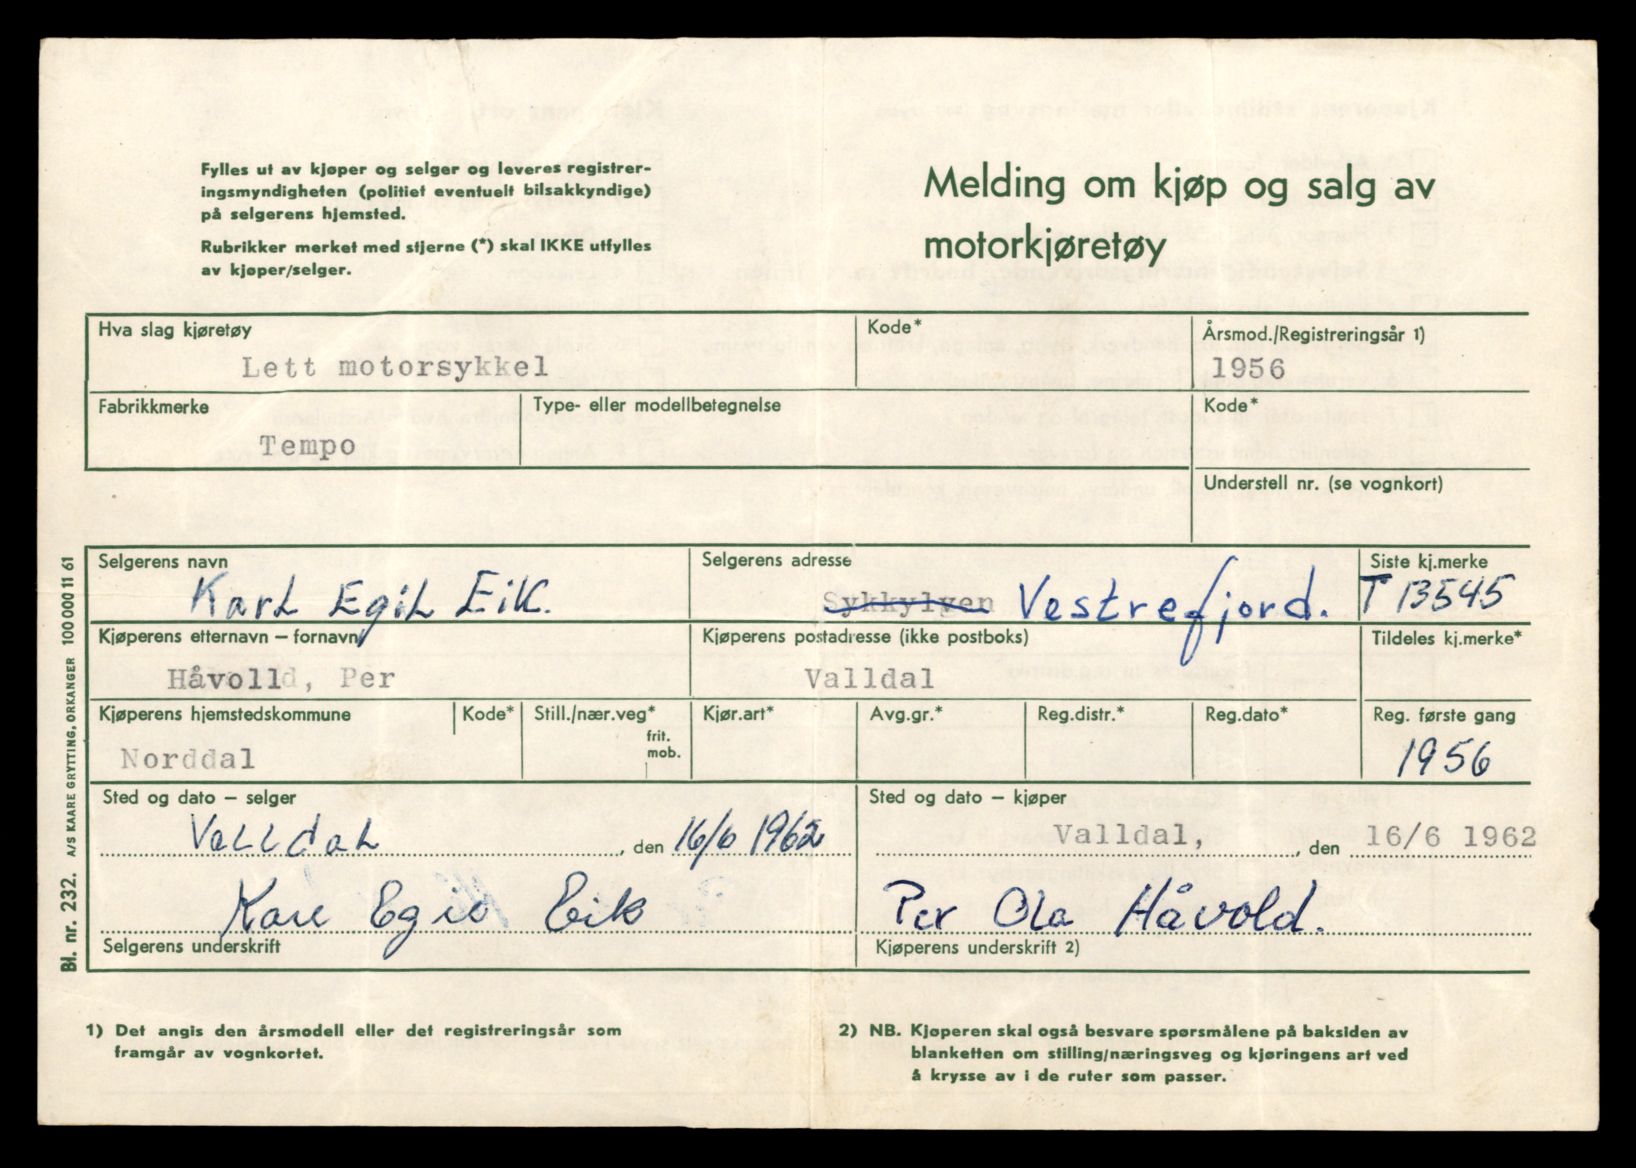 Fylles ut av kjøper og selger og leveres registrer-
ingsmyndigheten (politiet eventuelt bilsakkyndige)
på selgerens hjemsted.
Rubrikker merket med stjerne (*) skal IKKE utfylles
av kjøper/selger.
Melding om kjøp og salg av
motorkjøretøy
Hva slag kjøretøy
Lett motorsykkel
Kode*
Årsmod./Registreringsår 1)
1956
Fabrikkmerke
Tempo
Type- eller modellbetegnelse
Kode*
Understell nr. (se vognkort)
Selgerens navn
Karl Egil Eik.
Selgerens adresse
Sykkylven Vestrefjord.
Siste kj.merke
T 13545
Kjøperens etternavn – fornavn
Håvolld, Per
Kjøperens postadresse (ikke postboks)
Valldal
Tildeles kj.merke*
Kjøperens hjemstedskommune
Norddal
Kode*
Still./nær.veg*
frit.
mob.
Kjør.art*
Avg.gr.*
Reg.distr.*
Reg.dato*
Reg. første gang
1956
Sted og dato – selger
Valldal, den 16/6 1962
Kare Egil Eik
Selgerens underskrift
Sted og dato – kjøper
Valldal, , den 16/6 1962
Per Ola Håvold.
Kjøperens underskrift 2)
1) Det angis den årsmodell eller det registreringsår som
framgår av vognkortet.
2) NB. Kjøperen skal også besvare spørsmålene på baksiden av
blanketten om stilling/næringsveg og kjøringens art ved
å krysse av i de ruter som passer.
Bl. nr. 232. A/S KAARE GRYTTING, ORKANGER 100 000 11 61